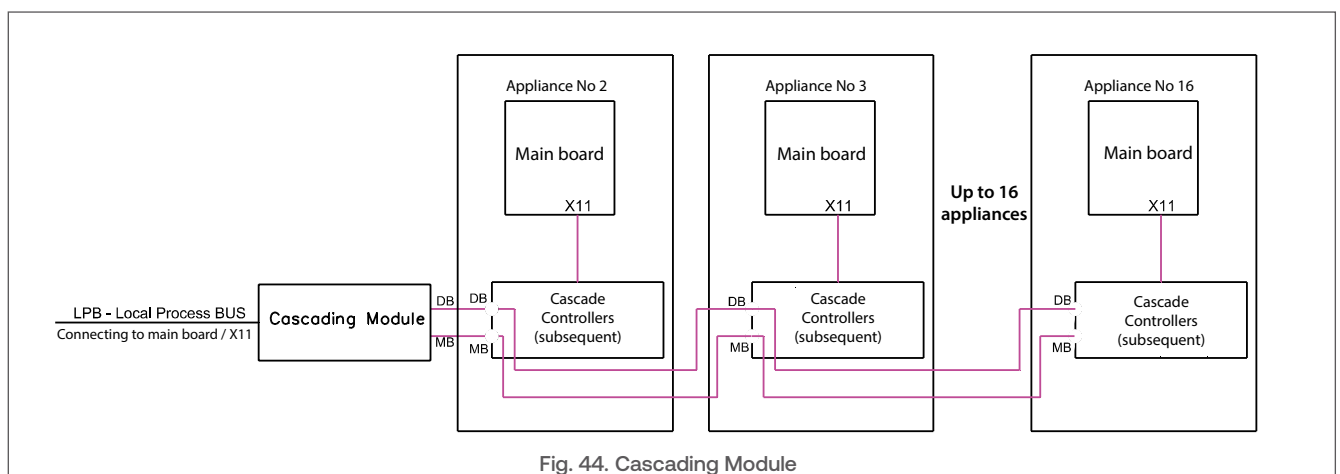 Appliance No 2
Main board
X11
Appliance No 3
Main board
X11
Up to 16
appliances
Appliance No 16
Main board
X11
LPB - Local Process BUS
Connecting to main board / X11
Cascading Module
DB
MB
DB
MB
Cascade
Controllers
(subsequent)
DB
MB
Cascade
Controllers
(subsequent)
DB
MB
Cascade
Controllers
(subsequent)
Fig. 44. Cascading Module